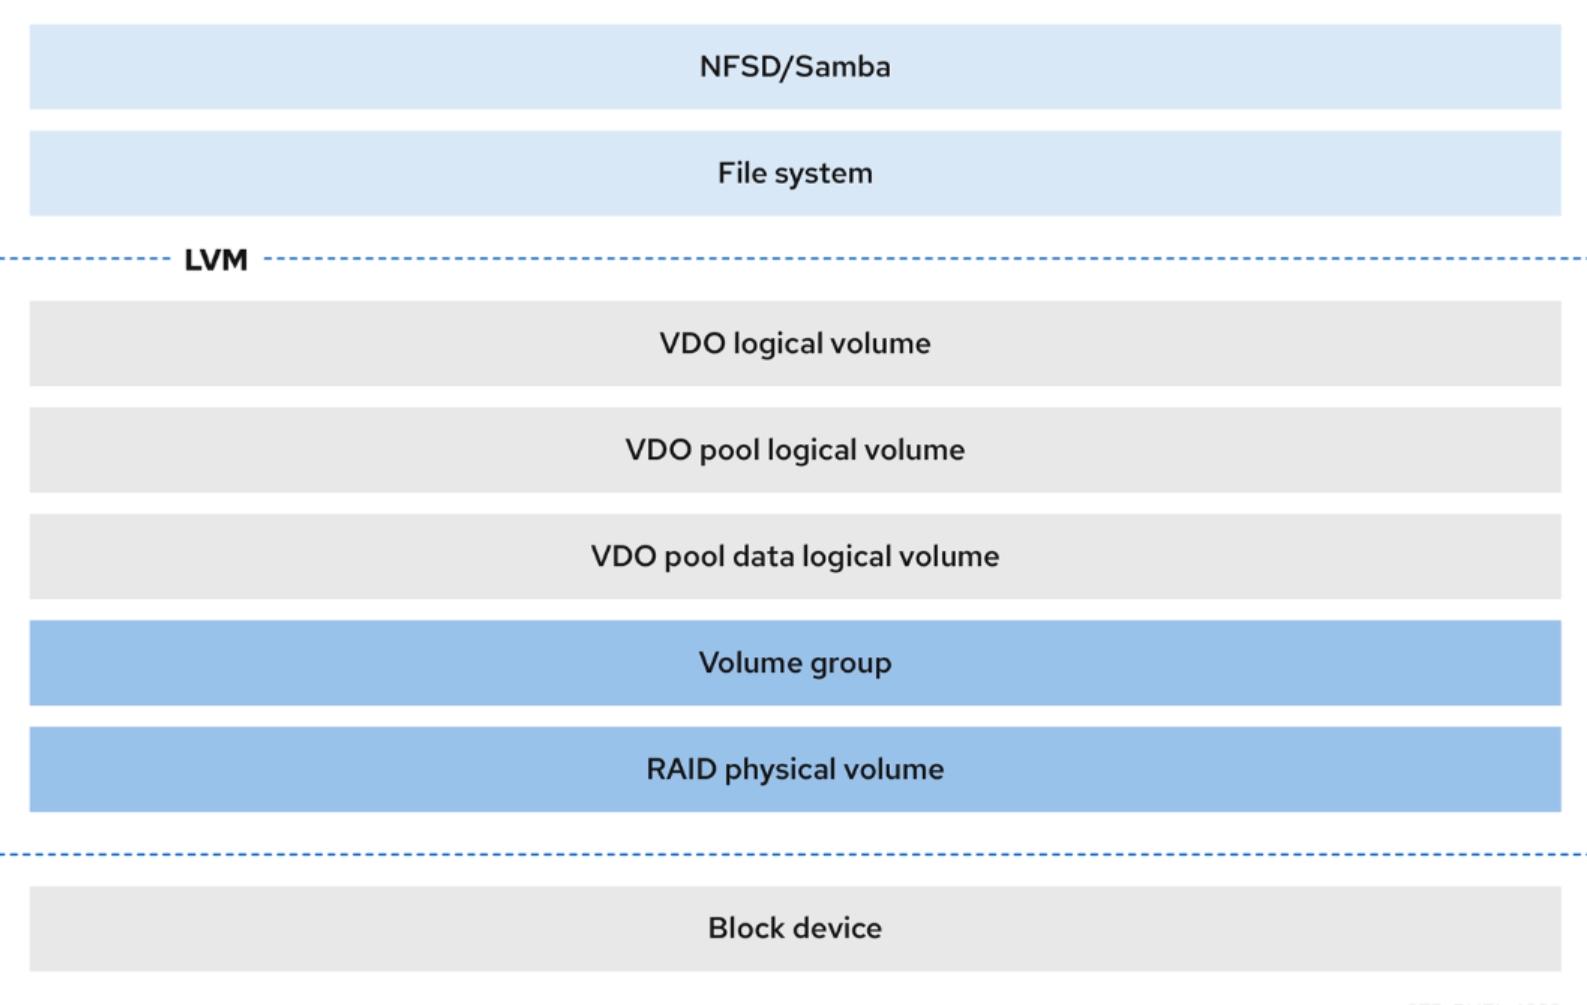 NFSD/Samba
File system
LVM
VDO logical volume
VDO pool logical volume
VDO pool data logical volume
Volume group
RAID physical volume
Block device